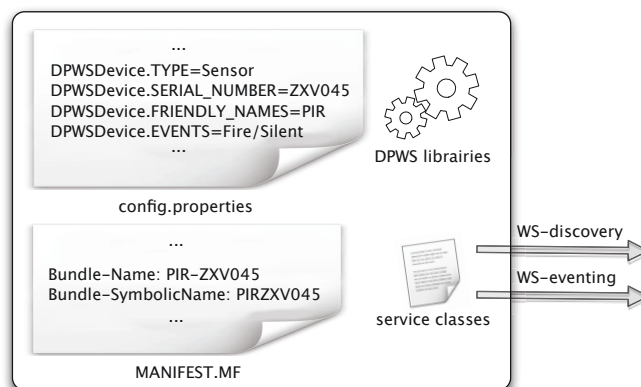 ...
DPWSDevice.TYPE=Sensor
DPWSDevice.SERIAL_NUMBER=ZXV045
DPWSDevice.FRIENDLY_NAMES=PIR
DPWSDevice.EVENTS=Fire/Silent
...
config.properties
DPWS librairies
...
Bundle-Name: PIR-ZXV045
Bundle-SymbolicName: PIRZXV045
...
MANIFEST.MF
service classes
WS-discovery
WS-eventing